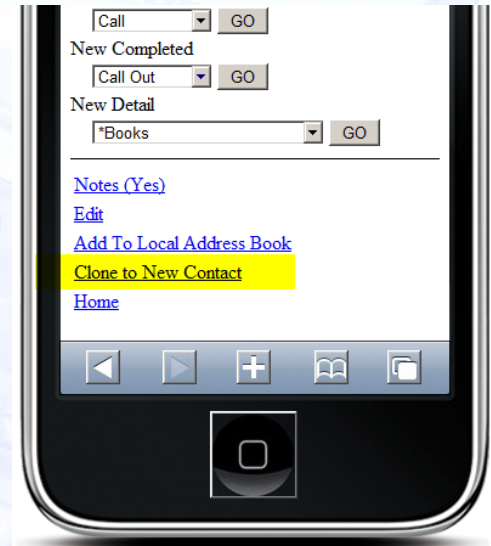 Call GO
New Completed
Call Out GO
New Detail
*Books GO
Notes (Yes)
Edit
Add To Local Address Book
Clone to New Contact
Home